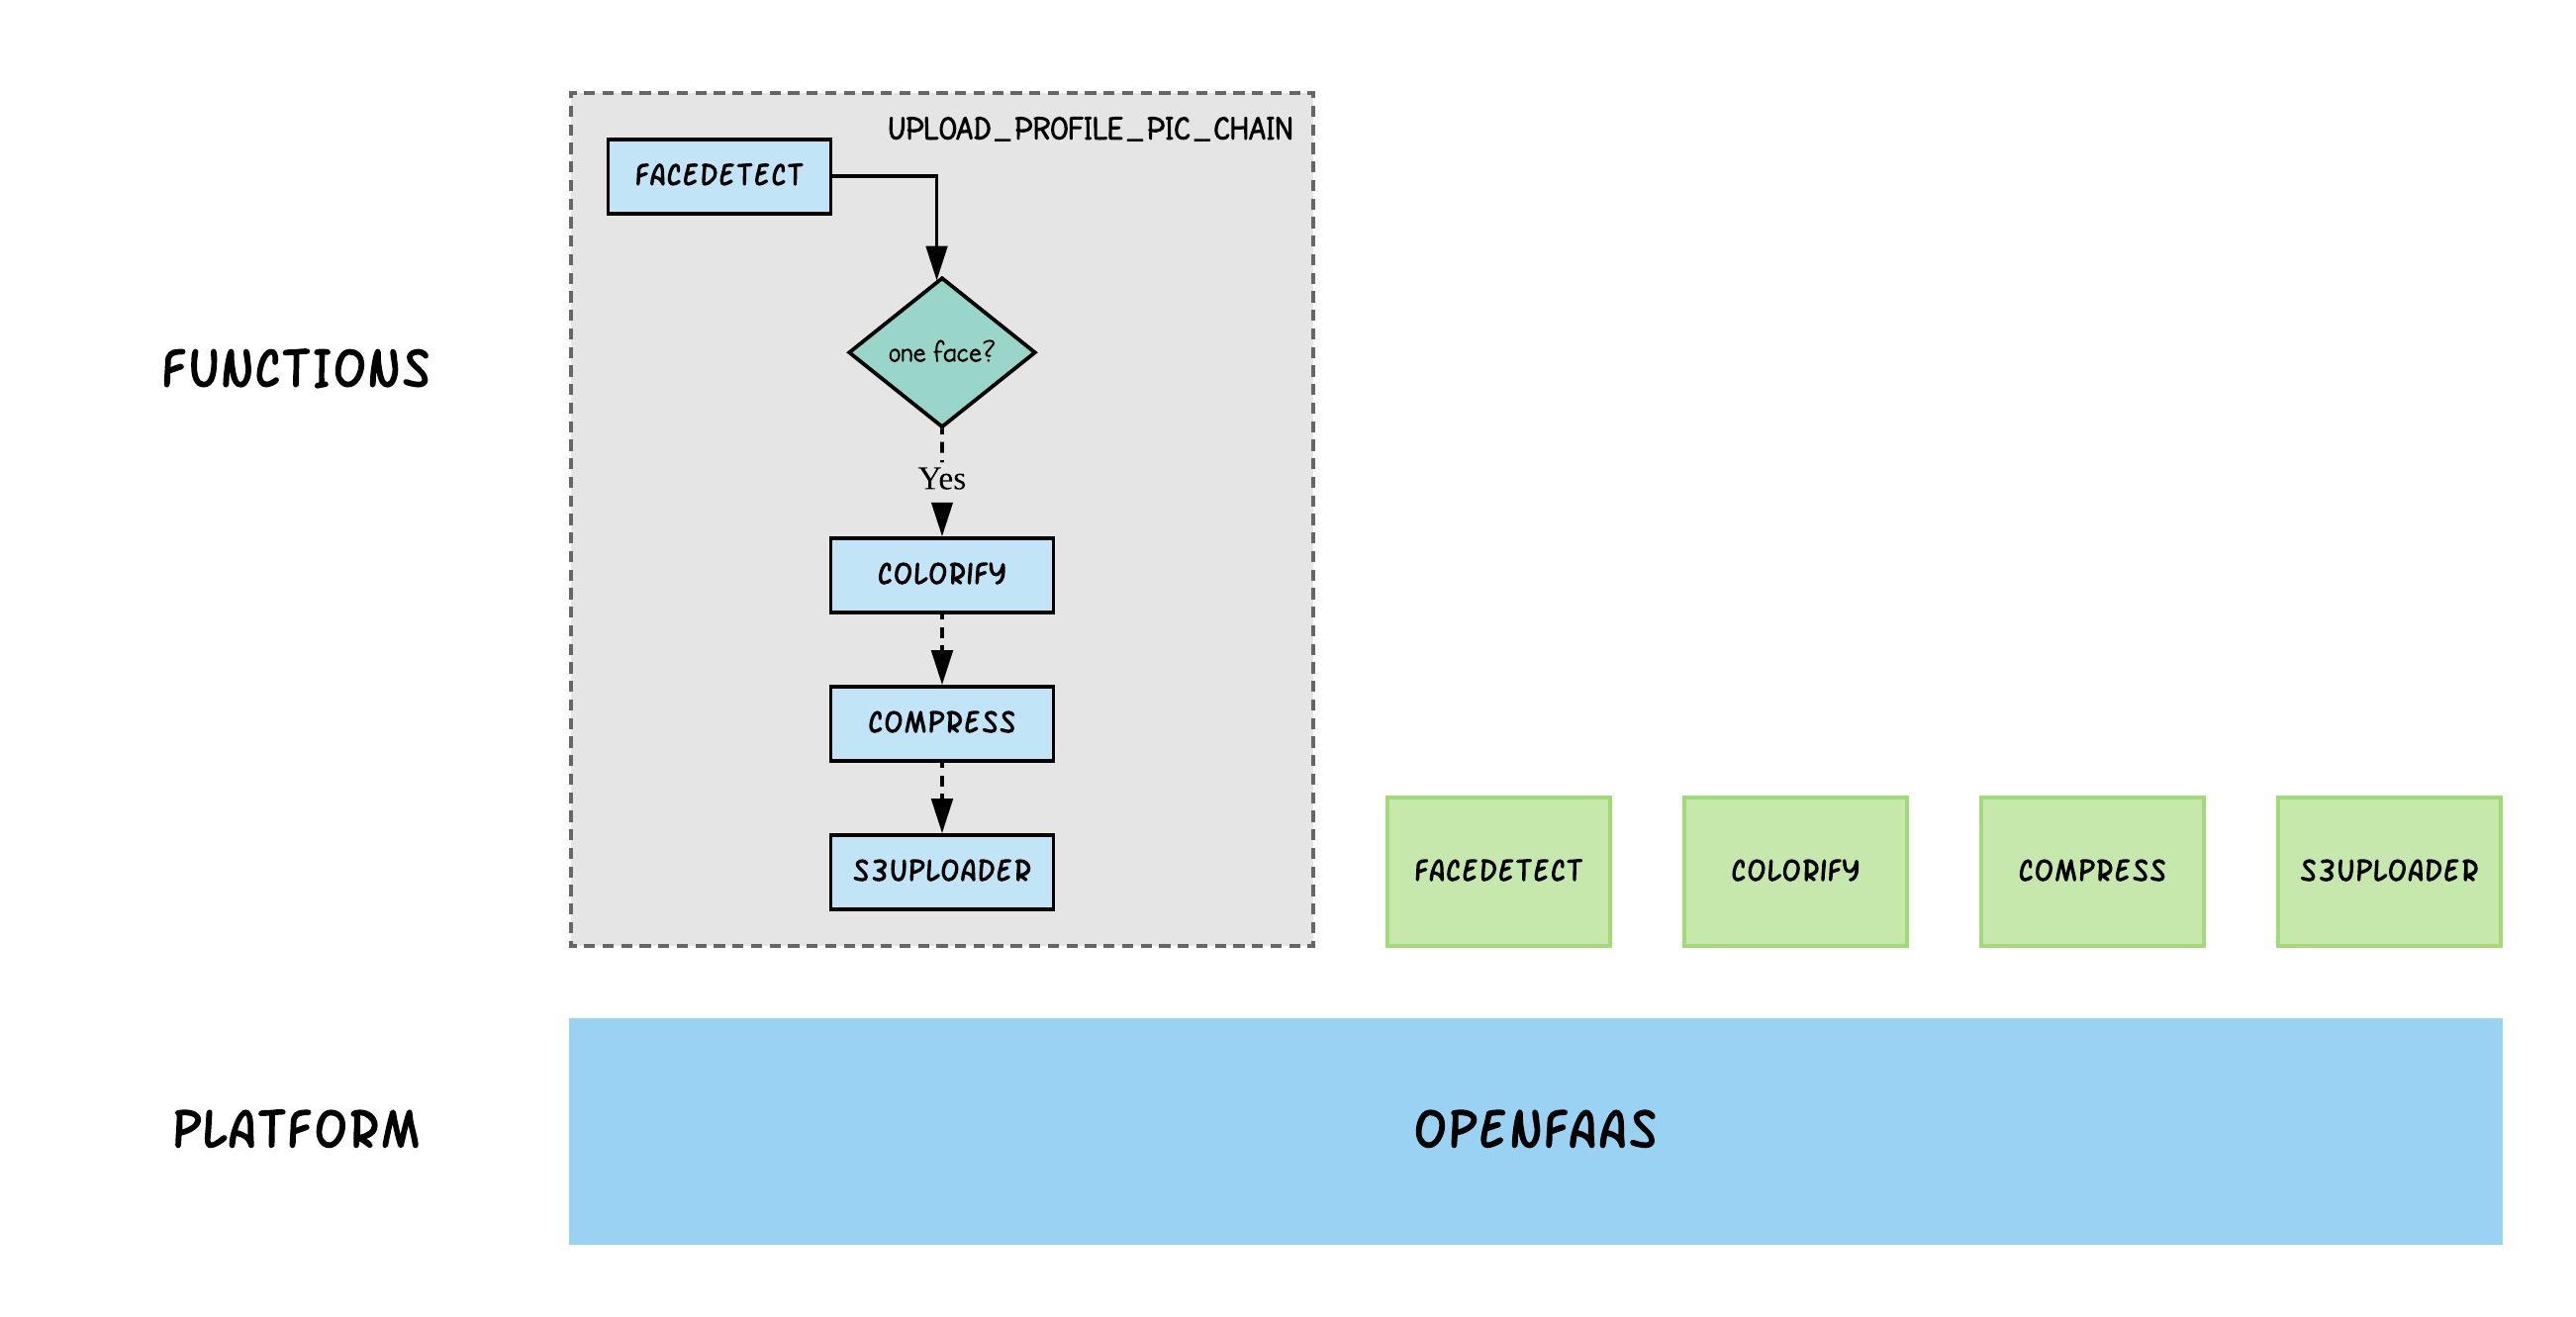 UPLOAD_PROFILE_PIC_CHAIN
FACEDETECT
one face?
Yes
FUNCTIONS
COLORIFY
COMPRESS
S3UPLOADER
FACEDETECT
COLORIFY
COMPRESS
S3UPLOADER
PLATFORM
OPENFAAS